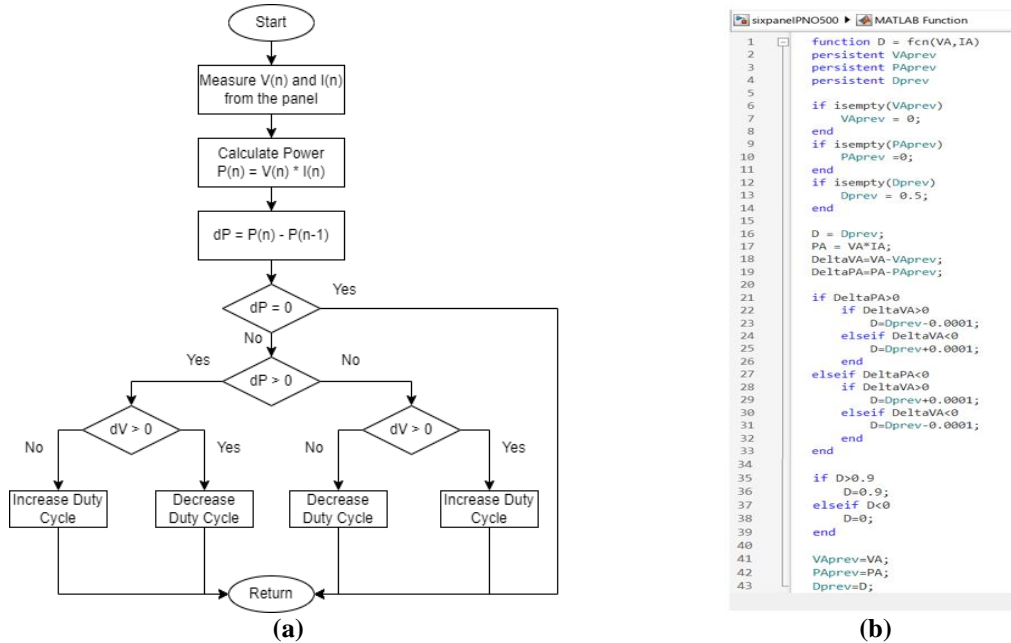 Start
Measure V(n) and I(n)
from the panel
Calculate Power
P(n) = V(n) * I(n)
dP = P(n) - P(n-1)
Yes
dP = 0
No
Yes
No
dP > 0
dV > 0
dV > 0
No
Yes
No
Yes
Increase Duty
Cycle
Decrease
Duty Cycle
Decrease
Duty Cycle
Increase Duty
Cycle
Return
(a)
sixpanelPNO500 MATLAB Function
1 function D = fcn(VA,IA)
2 persistent VAprev
3 persistent PAprev
4 persistent Dprev
5
6 if isempty(VAprev)
7 VAprev = 0;
8 end
9 if isempty(PAprev)
10 PAprev =0;
11 end
12 if isempty(Dprev)
13 Dprev = 0.5;
14 end
15
16 D = Dprev;
17 PA = VA*IA;
18 DeltaVA=VA-VAprev;
19 DeltaPA=PA-PAprev;
20
21 if DeltaPA>0
22 if DeltaVA>0
23 D=Dprev-0.0001;
24 elseif DeltaVA<0
25 D=Dprev+0.0001;
26 end
27 elseif DeltaPA<0
28 if DeltaVA>0
29 D=Dprev+0.0001;
30 elseif DeltaVA<0
31 D=Dprev-0.0001;
32 end
33 end
34
35 if D>0.9
36 D=0.9;
37 elseif D<0
38 D=0;
39 end
40
41 VAprev=VA;
42 PAprev=PA;
43 Dprev=D;
(b)